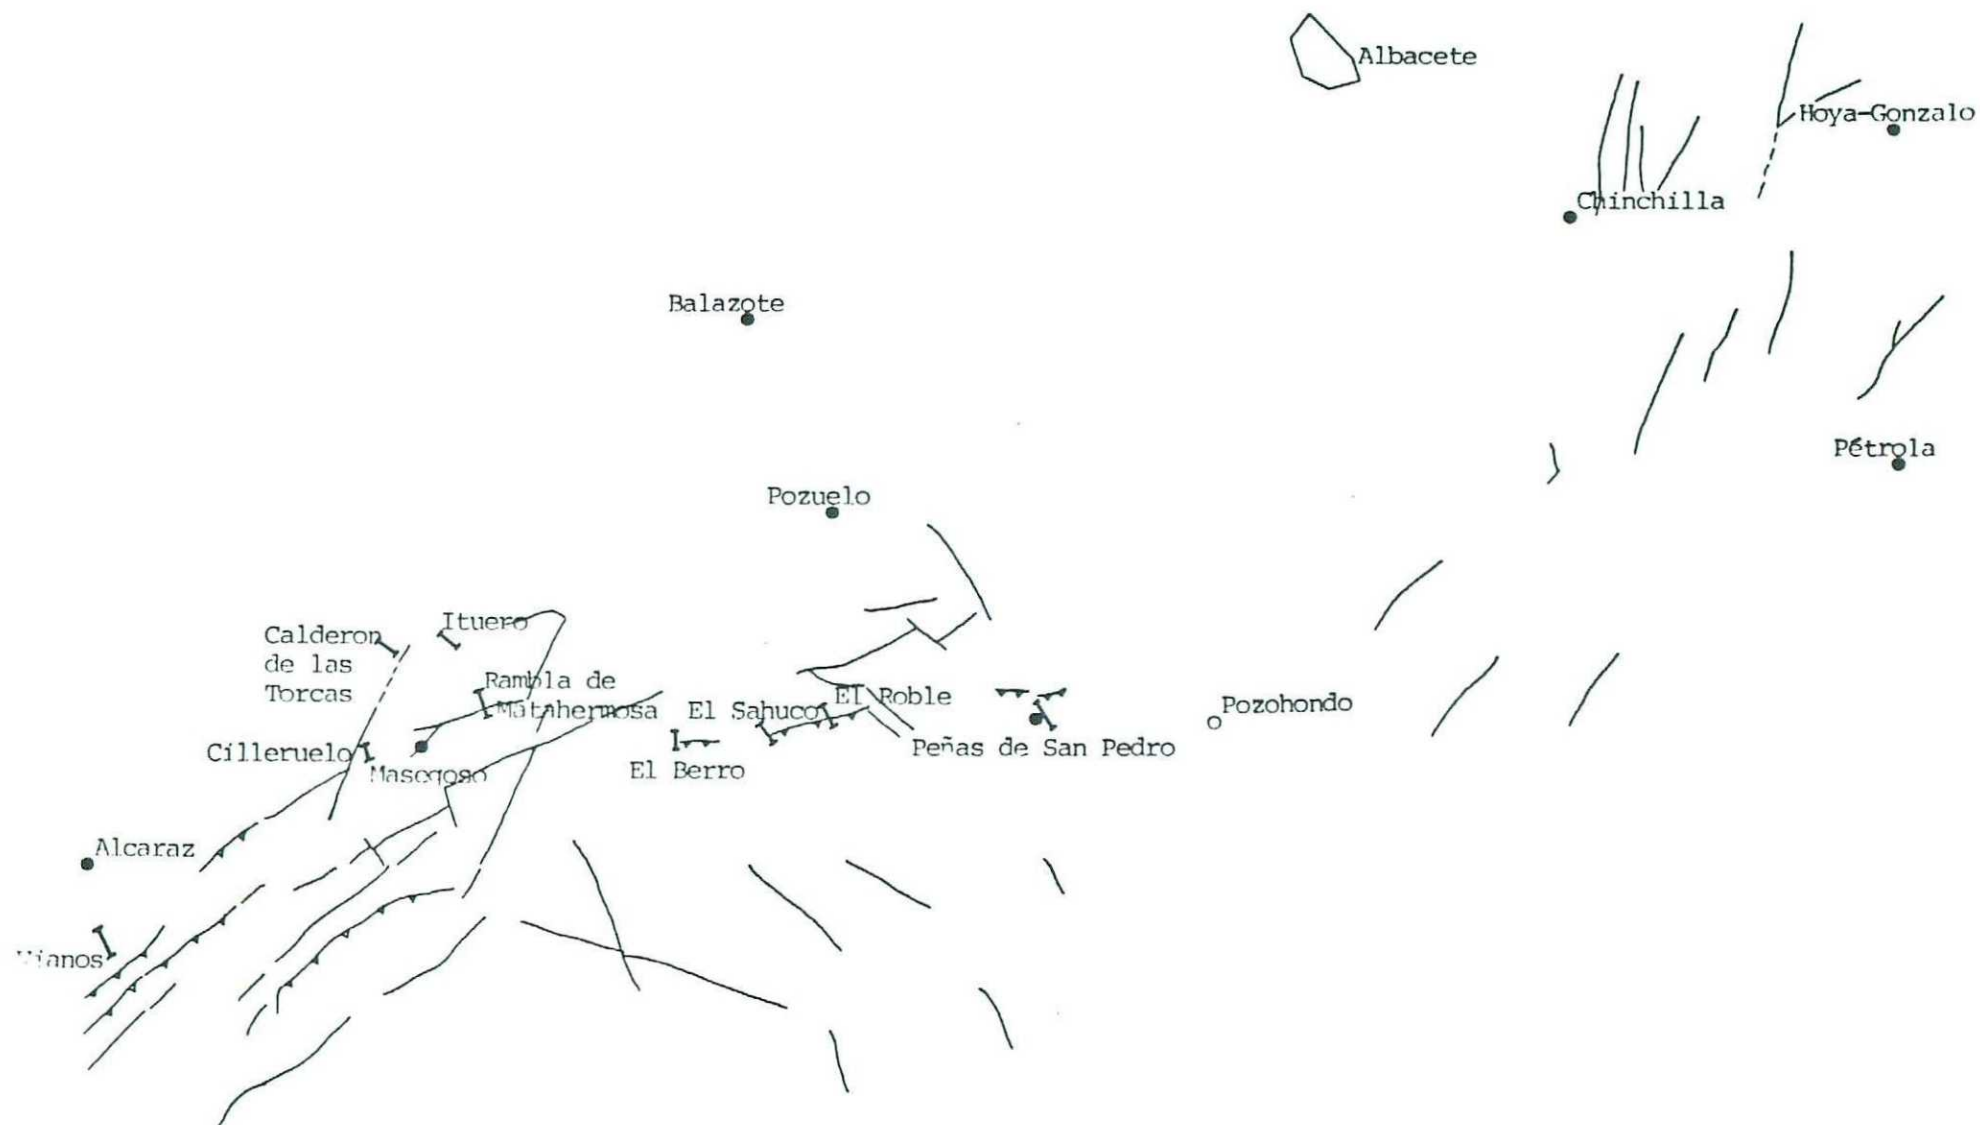 Albacete
Hoya-Gonzalo
Chinchilla
Balazote
Pétrola
Pozuelo
Ituero
Calderon
de las
Torcas
Rambla de
Matahermosa
El Sahuco
El Roble
Pozohondo
Cilleruelo
Masegoso
El Berro
Peñas de San Pedro
Alcaraz